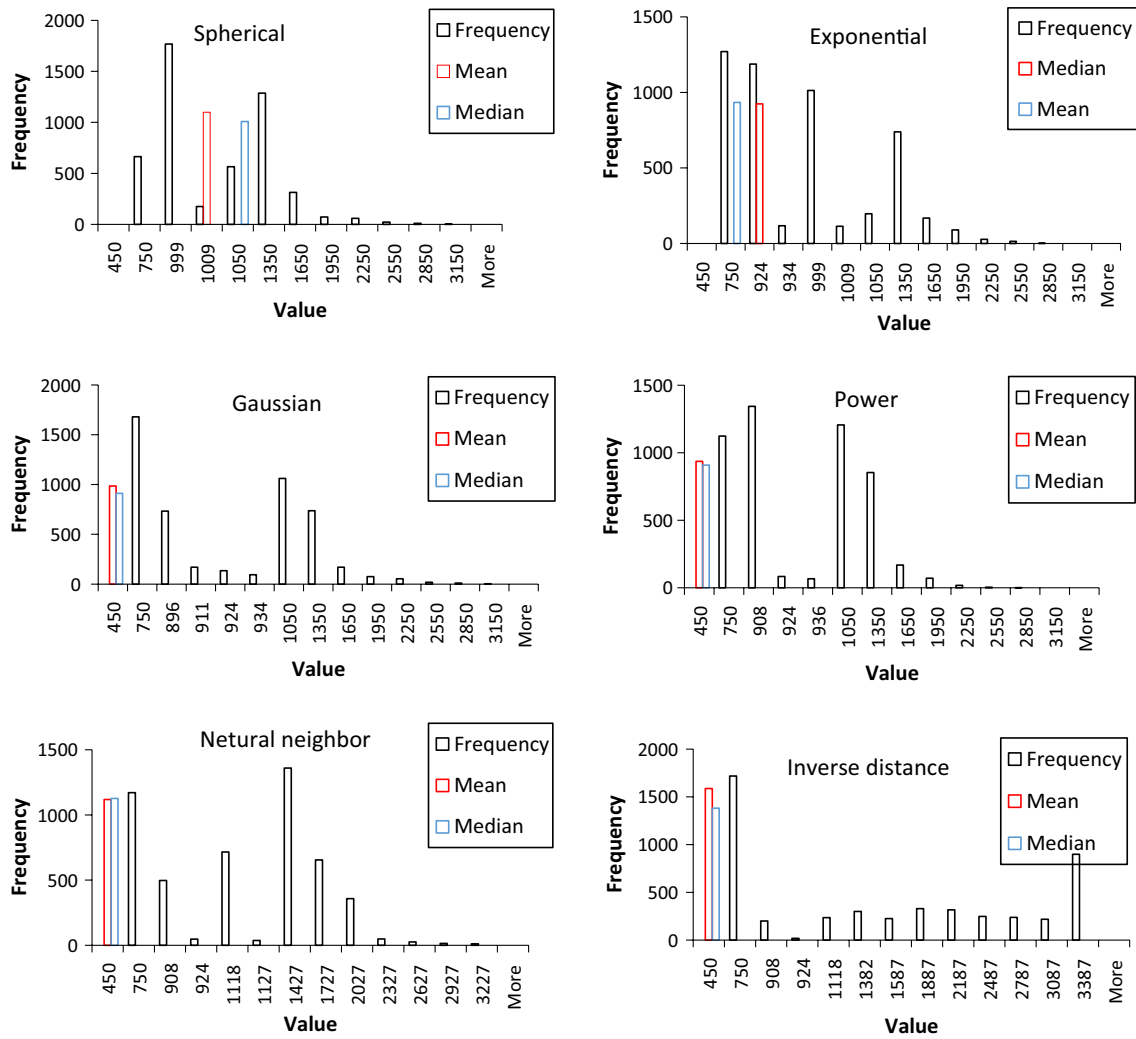 Spherical
Frequency
Mean
Median
2000
1500
1000
500
0
Frequency
450
750
999
1009
1050
1350
1650
1950
2250
2550
2850
3150
More
Value
Exponential
Frequency
Median
Mean
1500
1000
500
0
Frequency
450
750
924
934
999
1009
1050
1350
1650
1950
2250
2550
2850
3150
More
Value
Gaussian
Frequency
Mean
Median
2000
1500
1000
500
0
Frequency
450
750
896
911
924
934
1050
1350
1650
1950
2250
2550
2850
3150
More
Value
Power
Frequency
Mean
Median
1500
1000
500
0
Frequency
450
750
908
924
936
1050
1350
1650
1950
2250
2550
2850
3150
More
Value
Netural neighbor
Frequency
Mean
Median
1500
1000
500
0
Frequency
450
750
908
924
1118
1127
1427
1727
2027
2327
2627
2927
3227
More
Value
Inverse distance
Frequency
Mean
Median
2000
1500
1000
500
0
Frequency
450
750
908
924
1118
1382
1587
1887
2187
2487
2787
3087
3387
More
Value